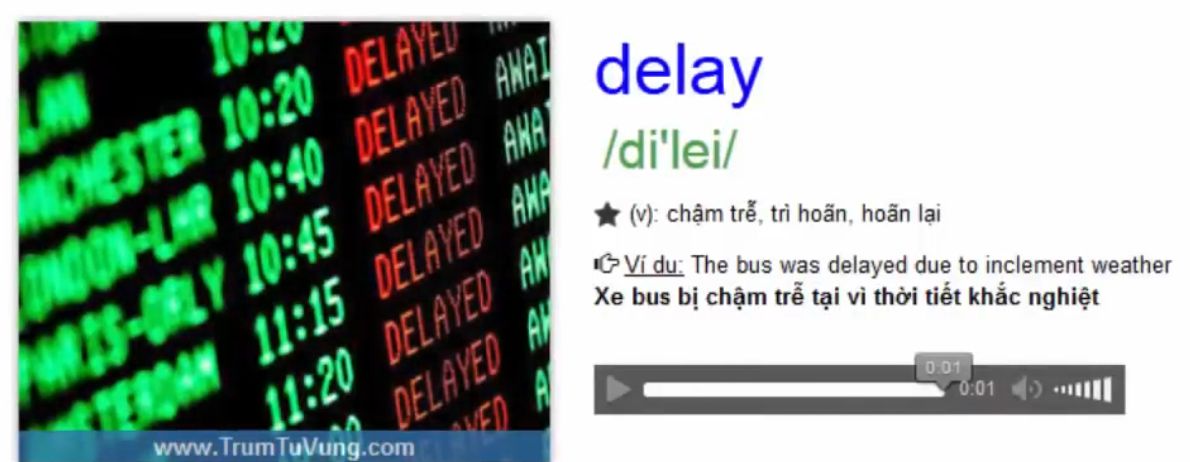 10:20 DELAYED
10:20 DELAYED
10:40 DELAYED
10:45 DELAYED
11:15 DELAYED
11:20 DELAYED
DELAYED
www.TrumTuVung.com
delay
/di'lei/
(v): chậm trễ, trì hoãn, hoãn lại
Ví du: The bus was delayed due to inclement weather
Xe bus bị chậm trễ tại vì thời tiết khắc nghiệt
0:01
0:01